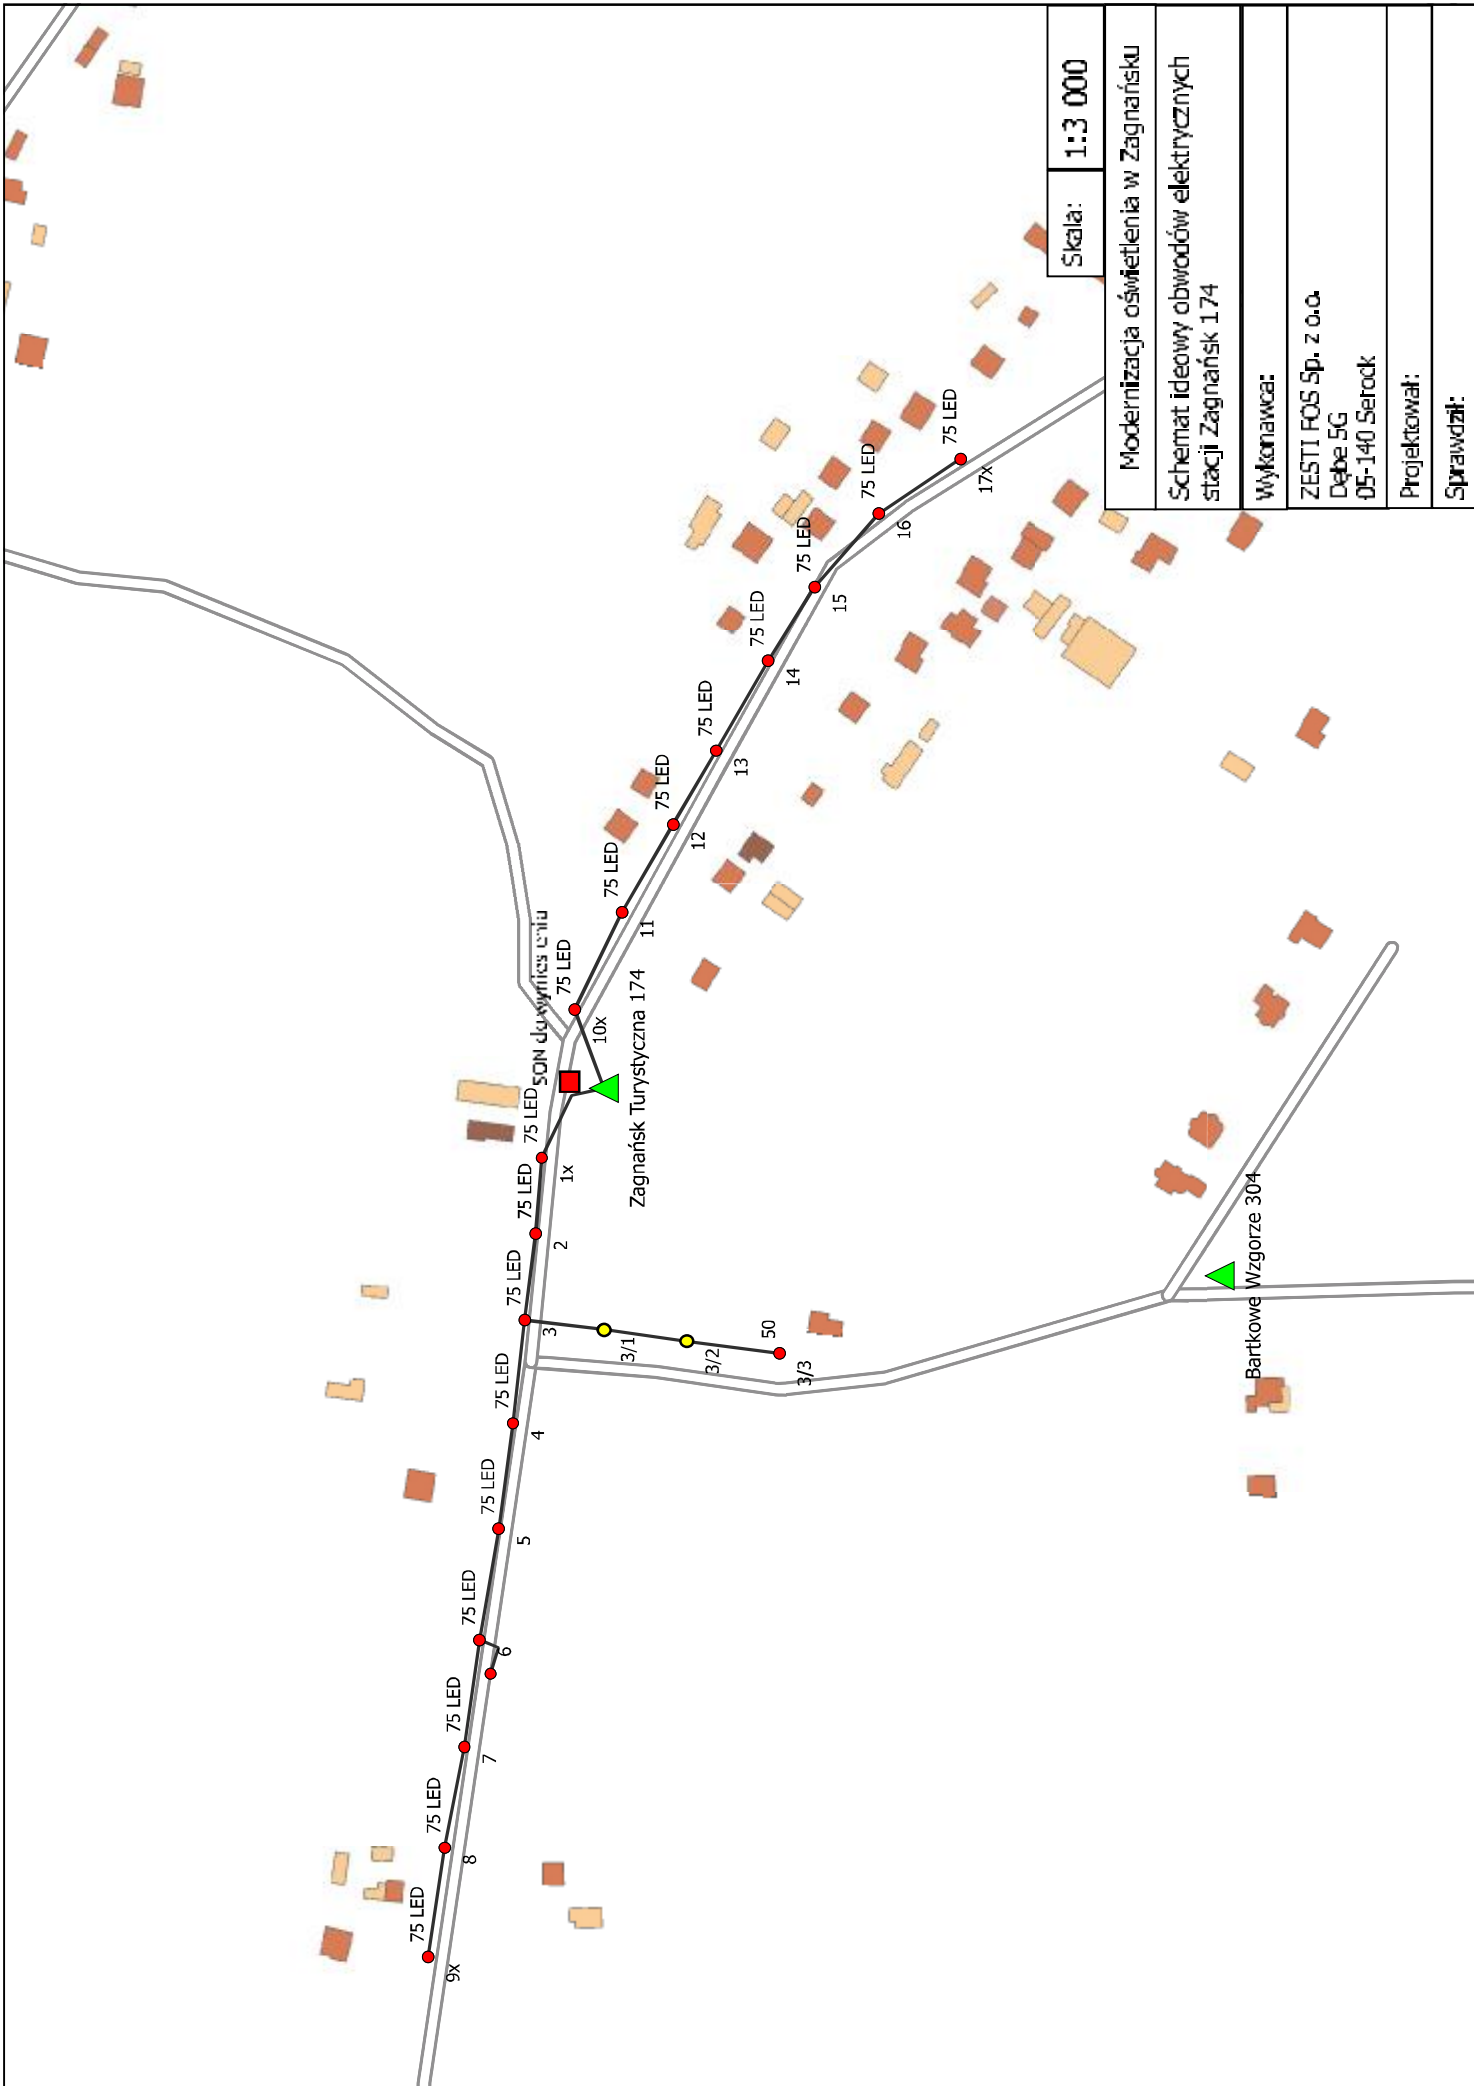 75 LED
9x
75 LED
8
75 LED
7
75 LED
6
75 LED
5
75 LED
4
75 LED
3
3/1
3/2
50
3/3
75 LED
2
75 LED
1x
SON do wyniesienia
Zagnańsk Turystyczna 174
75 LED
10x
75 LED
11
75 LED
12
75 LED
13
75 LED
14
75 LED
15
75 LED
16
75 LED
17x
Bartkowe Wzgorze 304
Skala:
1:3 000
Modernizacja oświetlenia w Zagnańsku
Schemat ideowy obwodów elektrycznych
stacji Zagnańsk 174
Wykonawca:
ZESTI FOS Sp. z o.o.
Dębe 5G
05-140 Serock
Projektował:
Sprawdził: